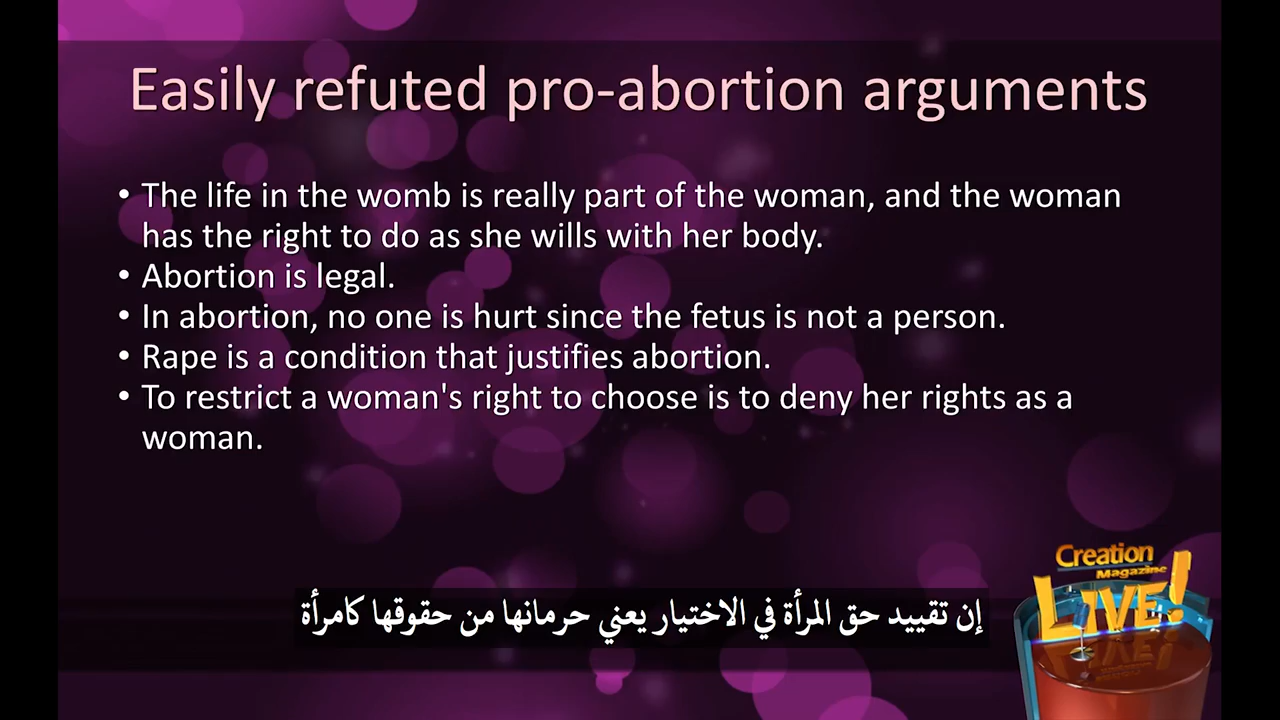 Easily refuted pro-abortion arguments
• The life in the womb is really part of the woman, and the woman
has the right to do as she wills with her body.
• Abortion is legal.
• In abortion, no one is hurt since the fetus is not a person.
• Rape is a condition that justifies abortion.
• To restrict a woman's right to choose is to deny her rights as a
woman.
Creation
Magazine
LIVE!
إن تقييد حق المرأة في الاختيار يعني حرمانها من حقوقها كامرأة